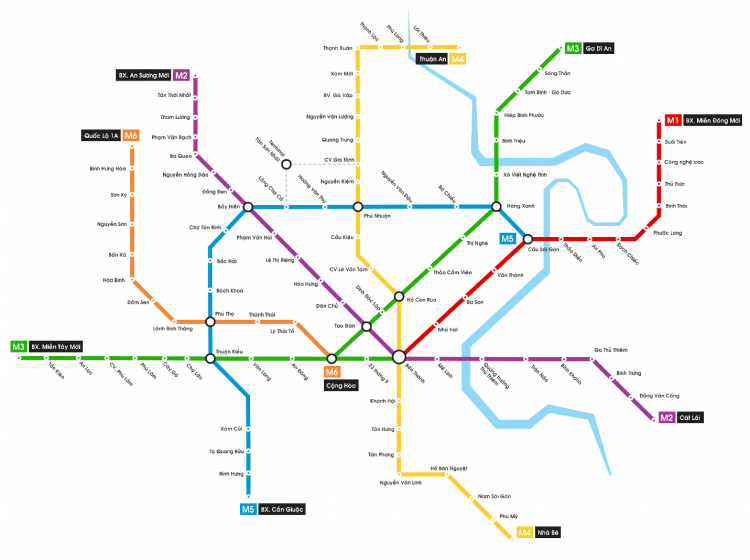 Thạnh Lộc
Phú Long
Lái Thiêu
Thuận An M4
M3 Ga Dĩ An
Thạnh Xuân
Xóm Mới
BV. Gò Vấp
Nguyễn Văn Lượng
Quang Trung
CV.Gia Định
Nguyễn Kiệm
Phú Nhuận
Sóng Thần
Tam Bình - Gò Dưa
Hiệp Bình Phước
Bình Triệu
Xô Viết Nghệ Tĩnh
Hàng Xanh
BX. An Sương Mới M2
Tân Thới Nhất
Tham Lương
Phạm Văn Bạch
Bà Quẹo
Nguyễn Hồng Đào
Đồng Đen
Bảy Hiền
Terminal
Tân Sơn Nhất
Lăng Cha Cả
Hoàng Văn Thụ
Nguyễn Văn Đậu
Bà Chiểu
M1 BX. Miền Đông Mới
Suối Tiên
Công nghệ cao
Thủ Đức
Bình Thái
Phước Long
Rạch Chiếc
An Phú
Thảo Điền
Cầu Sài Gòn
M5
Văn Thánh
Ba Son
Nhà hát
Quốc Lộ 1A M6
Bình Hưng Hòa
Sơn Kỳ
Nguyễn Sơn
Bốn Xã
Hòa Bình
Đầm Sen
Lãnh Binh Thăng
Phú Thọ
Thành Thái
Lý Thái Tổ
Chợ Tân Bình
Bắc Hải
Bách Khoa
Thuận Kiều
Phạm Văn Hai
Lê Thị Riêng
Hòa Hưng
Dân Chủ
Tao Đàn
Cầu Kiệu
CV.Lê Văn Tám
Hồ Con Rùa
Dinh Độc Lập
Thảo Cầm Viên
Thị Nghè
M3 BX. Miền Tây Mới
Tân Kiên
An Lạc
CV. Phú Lâm
Phú Lâm
Cây Gõ
Chợ Lớn
Văn Lang
An Đông
M6
Cộng Hòa
23 tháng 9
Bến Thành
Mê Linh
Quảng trường
Thủ Thiêm
Trần Não
Bình Khánh
Ga Thủ Thiêm
Bình Trưng
Đồng Văn Cống
M2 Cát Lái
Xóm Củi
Tạ Quang Bửu
Bình Hưng
M5 BX. Cần Giuộc
Khánh Hội
Tân Hưng
Tân Phong
Nguyễn Văn Linh
Hồ Bán Nguyệt
Nam Sài Gòn
Phú Mỹ
M4 Nhà Bè